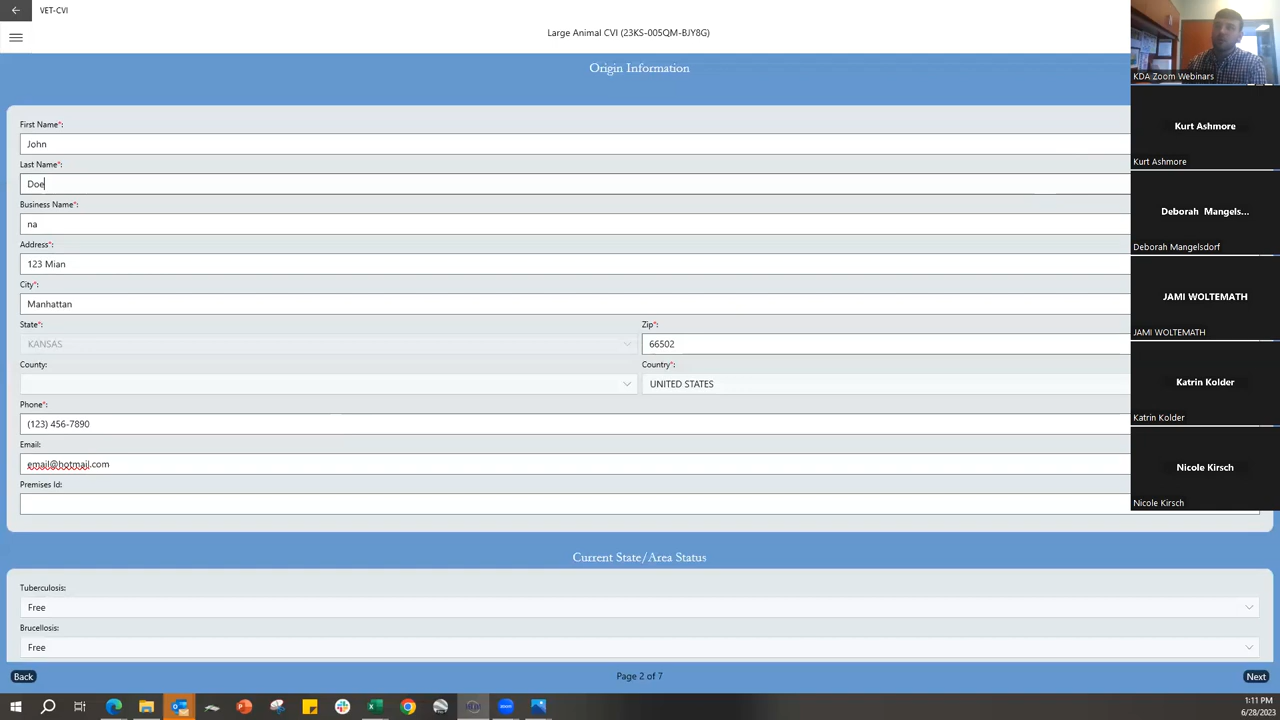 VET-CVI
Large Animal CVI (23KS-005QM-BJY8G)
Origin Information
First Name*:
John
Last Name*:
Doe
Business Name*:
na
Address*:
123 Mian
City*:
Manhattan
State*: Zip*:
KANSAS 66502
County: Country*:
UNITED STATES
Phone*:
(123) 456-7890
Email:
email@hotmail.com
Premises Id:
Current State/Area Status
Tuberculosis:
Free
Brucellosis:
Free
Back Page 2 of 7 Next
KDA Zoom Webinars
Kurt Ashmore
Kurt Ashmore
Deborah Mangels...
Deborah Mangelsdorf
JAMI WOLTEMATH
JAMI WOLTEMATH
Katrin Kolder
Katrin Kolder
Nicole Kirsch
Nicole Kirsch
1:11 PM
6/28/2023